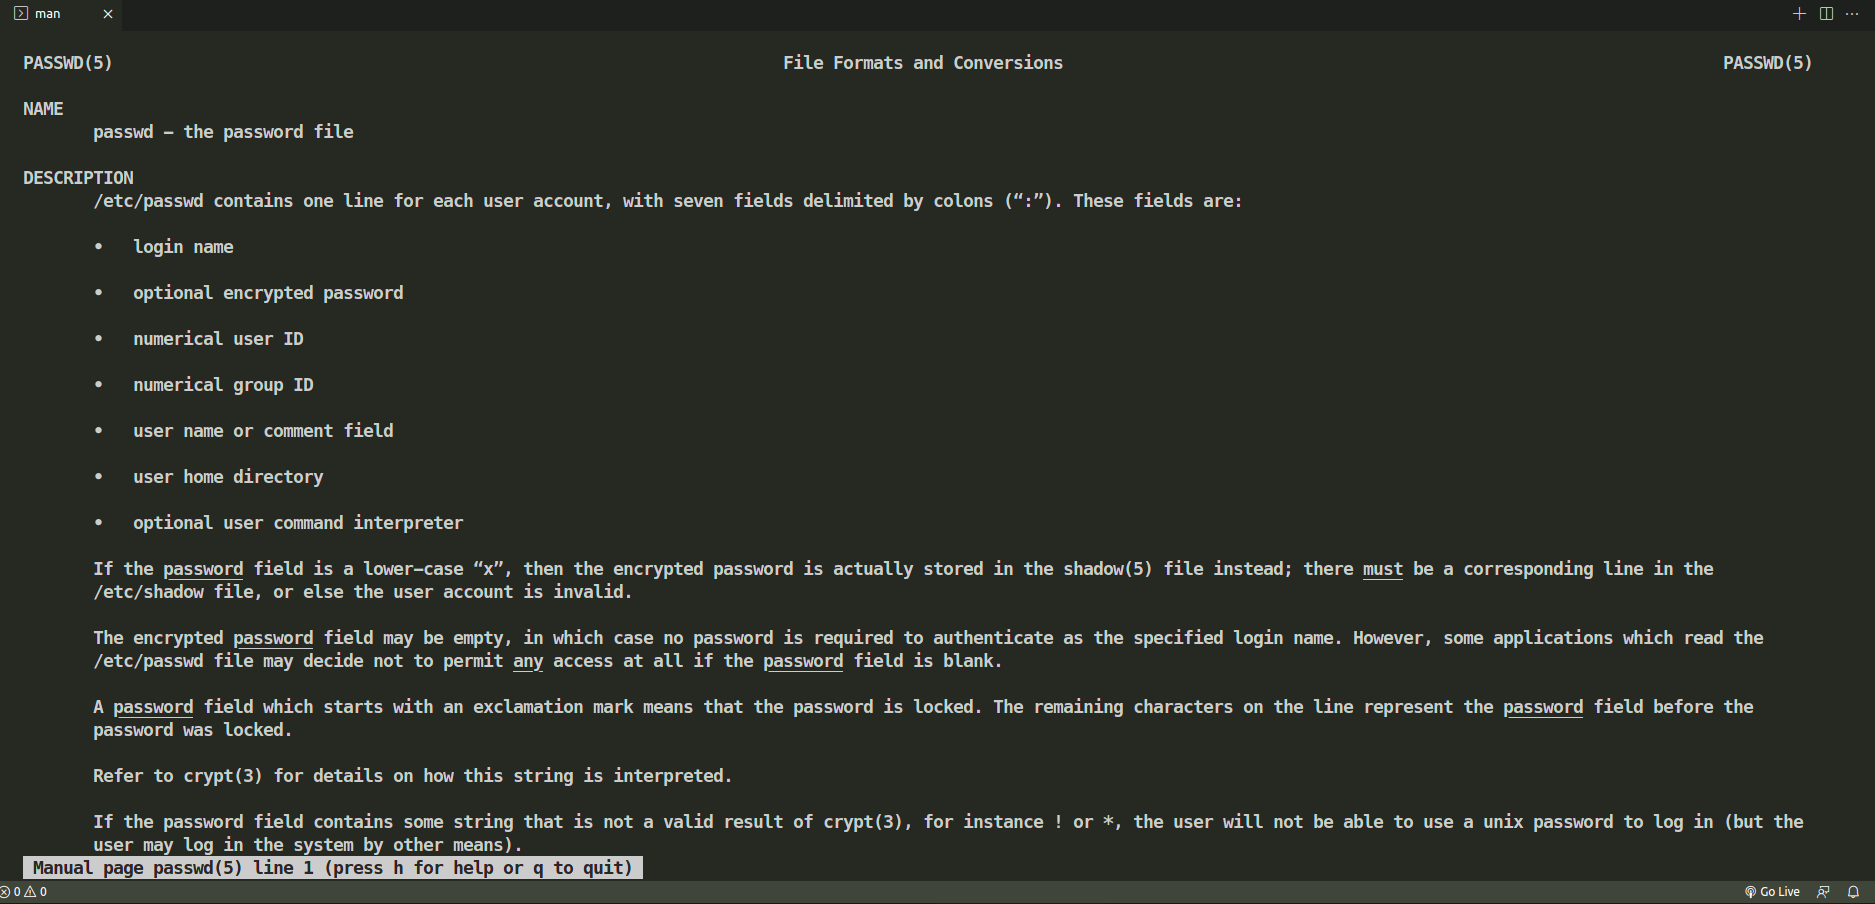 man
PASSWD(5) File Formats and Conversions PASSWD(5)
NAME
passwd – the password file
DESCRIPTION
/etc/passwd contains one line for each user account, with seven fields delimited by colons (“:”). These fields are:
• login name
• optional encrypted password
• numerical user ID
• numerical group ID
• user name or comment field
• user home directory
• optional user command interpreter
If the password field is a lower–case “x”, then the encrypted password is actually stored in the shadow(5) file instead; there must be a corresponding line in the
/etc/shadow file, or else the user account is invalid.
The encrypted password field may be empty, in which case no password is required to authenticate as the specified login name. However, some applications which read the
/etc/passwd file may decide not to permit any access at all if the password field is blank.
A password field which starts with an exclamation mark means that the password is locked. The remaining characters on the line represent the password field before the
password was locked.
Refer to crypt(3) for details on how this string is interpreted.
If the password field contains some string that is not a valid result of crypt(3), for instance ! or *, the user will not be able to use a unix password to log in (but the
user may log in the system by other means).
Manual page passwd(5) line 1 (press h for help or q to quit)
0 0 Go Live